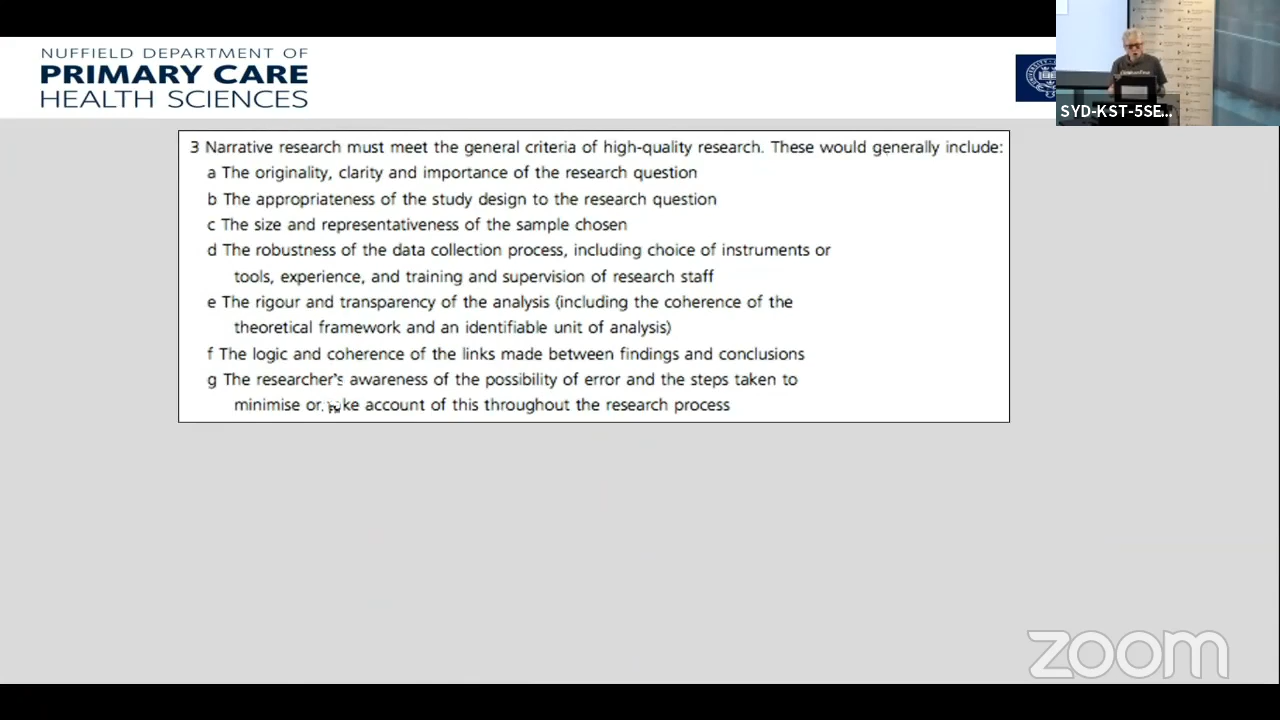 NUFFIELD DEPARTMENT OF
PRIMARY CARE
HEALTH SCIENCES
SYD-KST-5SE...
3 Narrative research must meet the general criteria of high-quality research. These would generally include:
a The originality, clarity and importance of the research question
b The appropriateness of the study design to the research question
c The size and representativeness of the sample chosen
d The robustness of the data collection process, including choice of instruments or
tools, experience, and training and supervision of research staff
e The rigour and transparency of the analysis (including the coherence of the
theoretical framework and an identifiable unit of analysis)
f The logic and coherence of the links made between findings and conclusions
g The researcher's awareness of the possibility of error and the steps taken to
minimise or account of this throughout the research process
zoom